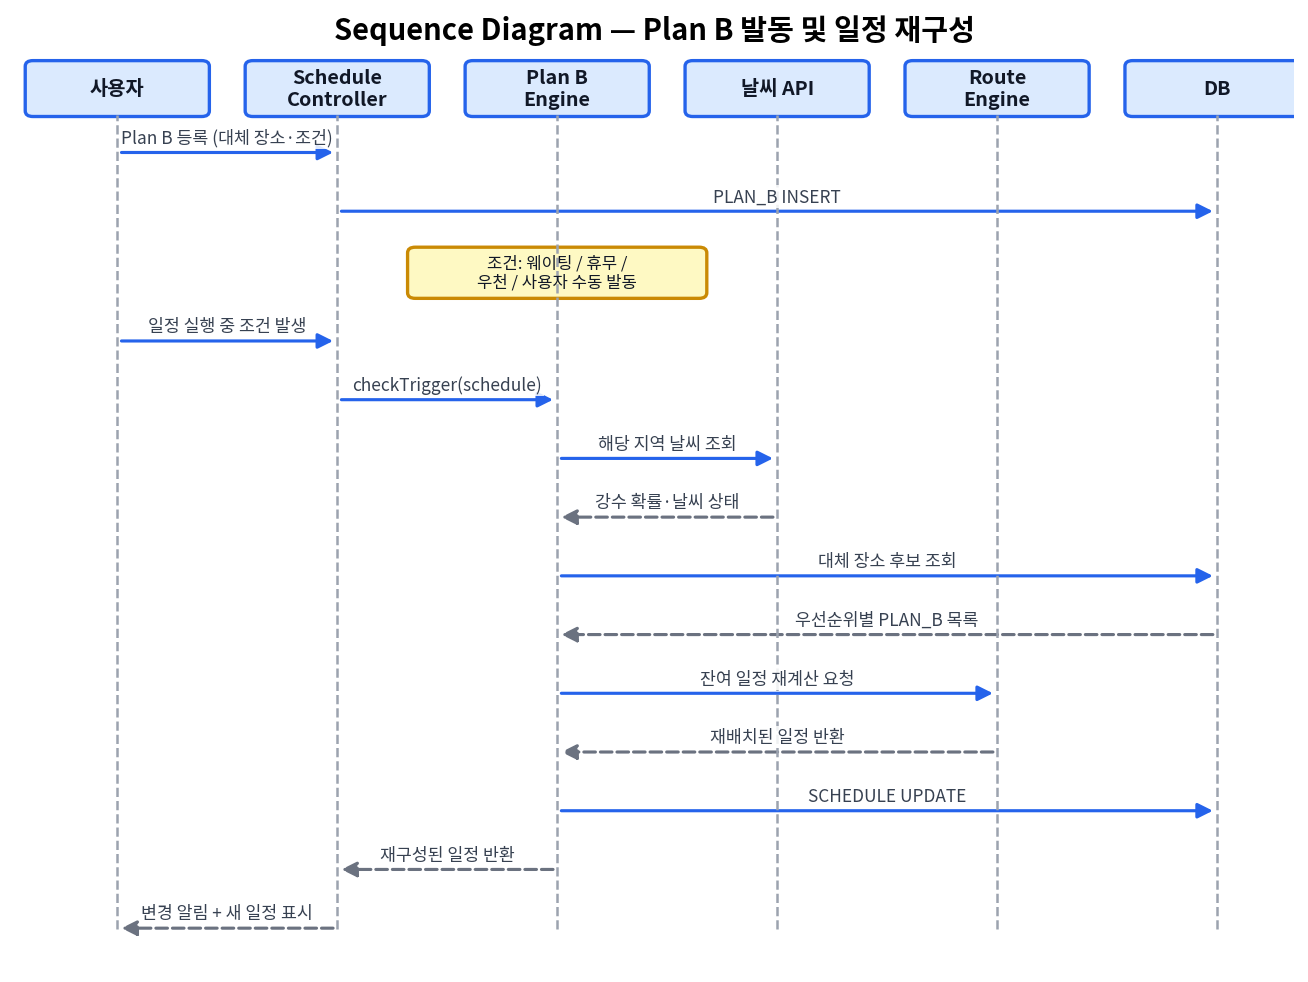 Sequence Diagram — Plan B 발동 및 일정 재구성
사용자
Schedule
Controller
Plan B
Engine
날씨 API
Route
Engine
DB
Plan B 등록 (대체 장소·조건)
PLAN_B INSERT
조건: 웨이팅 / 휴무 /
우천 / 사용자 수동 발동
일정 실행 중 조건 발생
checkTrigger(schedule)
해당 지역 날씨 조회
강수 확률·날씨 상태
대체 장소 후보 조회
우선순위별 PLAN_B 목록
잔여 일정 재계산 요청
재배치된 일정 반환
SCHEDULE UPDATE
재구성된 일정 반환
변경 알림 + 새 일정 표시